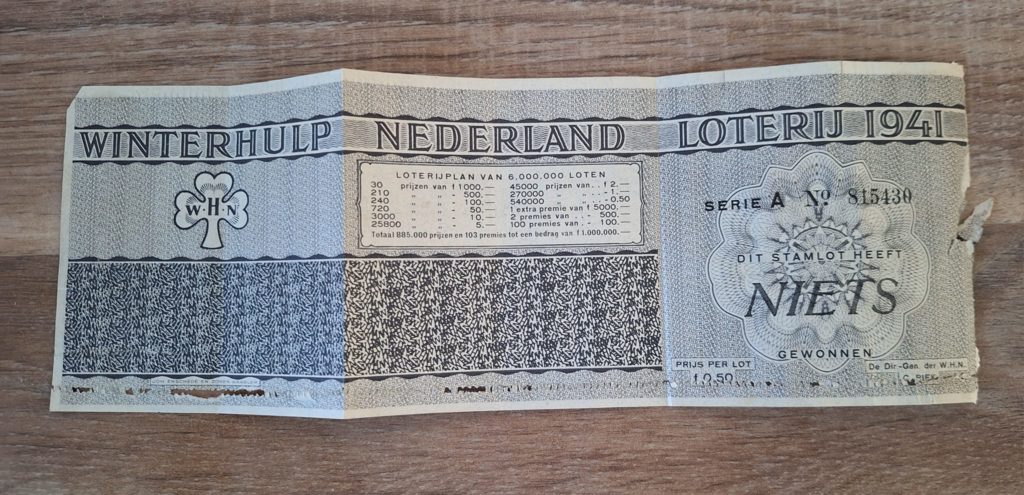 WINTERHULP NEDERLAND LOTERIJ 1941
W·H·N
LOTERIJPLAN VAN 6.000.000 LOTEN
30 prijzen van f 1000.— 45000 prijzen van . . f 2.—
210 „ „ - 500.— 270000 „ „ . . - 1.—
240 „ „ - 100.— 540000 „ „ . . - 0.50
720 „ „ - 50.— 1 extra premie van f 5000.—
3000 „ „ - 10.— 2 premies van . . - 500.—
25800 „ „ - 5.— 100 premies van . - 100.—
Totaal 885.000 prijzen en 103 premies tot een bedrag van f 1.000.000.—
SERIE A No. 815430
DIT STAMLOT HEEFT
NIETS
GEWONNEN
PRIJS PER LOT
f 0.50
De Dir-Gen. der W.H.N.